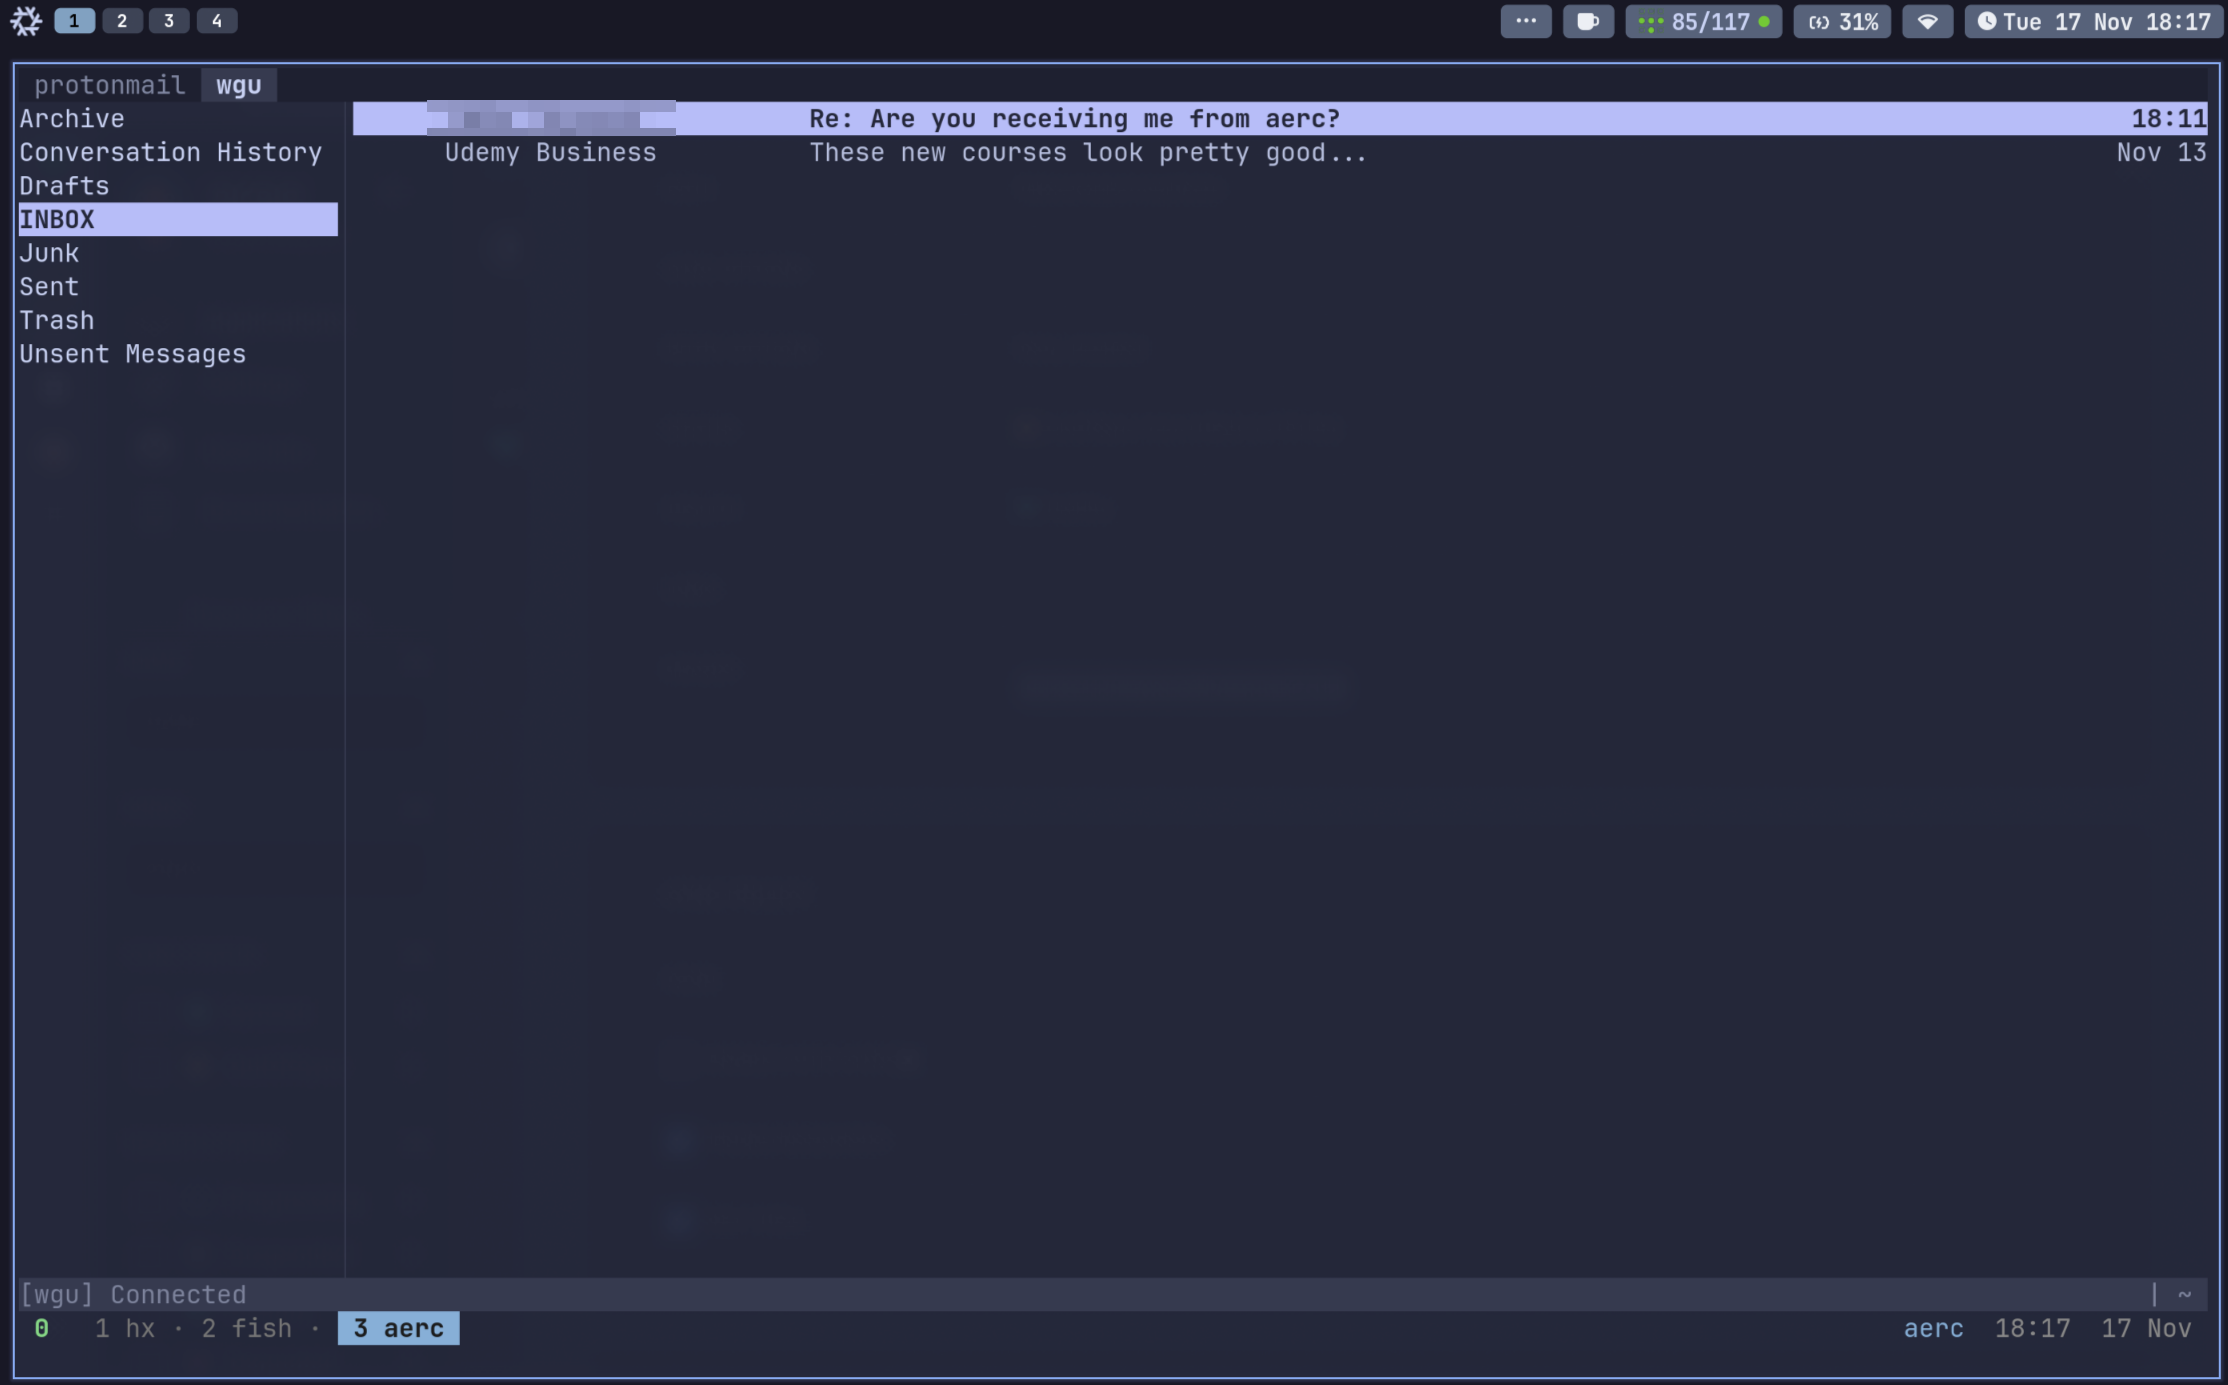 1 2 3 4 ··· 85/117 31% Tue 17 Nov 18:17
protonmail wgu
Archive Re: Are you receiving me from aerc? 18:11
Conversation History Udemy Business These new courses look pretty good... Nov 13
Drafts
INBOX
Junk
Sent
Trash
Unsent Messages
[wgu] Connected | ~
0 1 hx · 2 fish · 3 aerc aerc 18:17 17 Nov